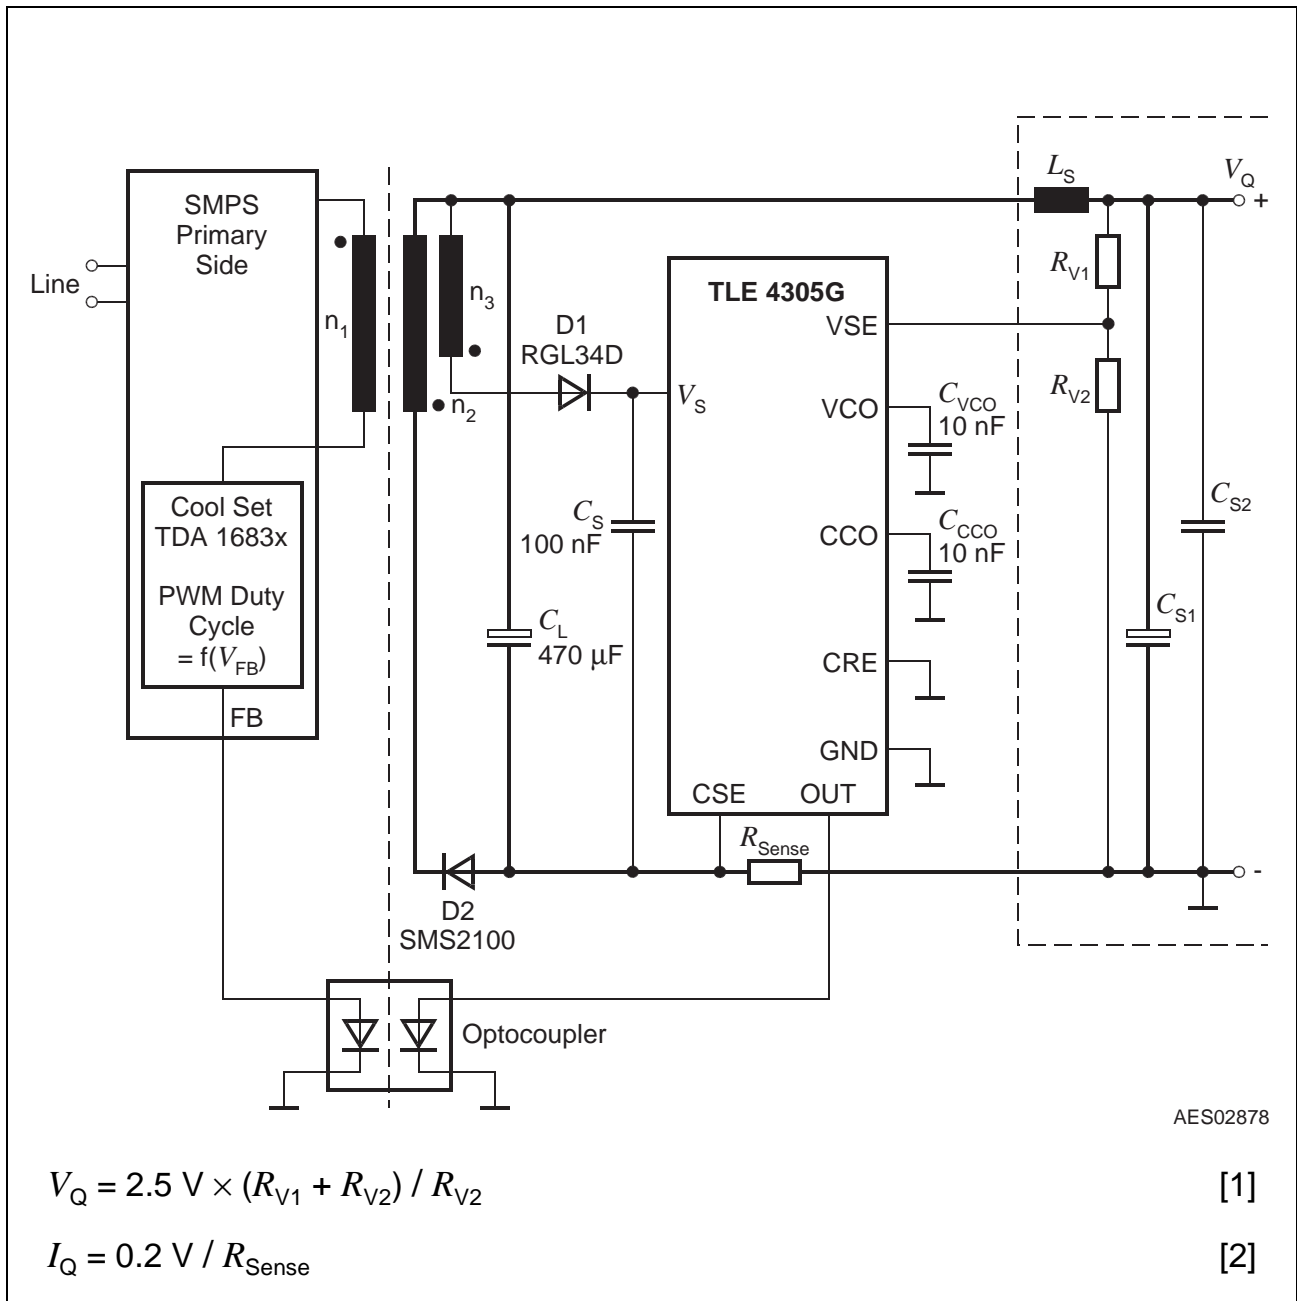 SMPS
Primary
Side
Line
n1
n3
n2
D1
RGL34D
TLE 4305G
VS
VSE
VCO
CCO
CRE
GND
CSE
OUT
CVCO
10 nF
CCCO
10 nF
LS
VQ
+
RV1
RV2
CS2
CS1
-
Cool Set
TDA 1683x
PWM Duty
Cycle
= f(VFB)
FB
CS
100 nF
CL
470 µF
RSense
D2
SMS2100
Optocoupler
AES02878
VQ = 2.5 V × (RV1 + RV2) / RV2 [1]
IQ = 0.2 V / RSense [2]